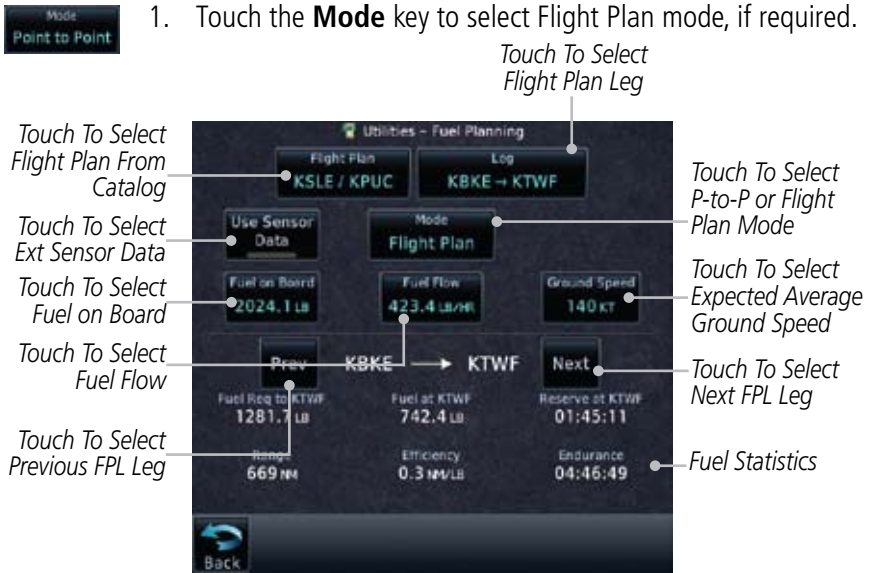 Mode
Point to Point
1. Touch the Mode key to select Flight Plan mode, if required.
Touch To Select
Flight Plan Leg
Touch To Select
Flight Plan From
Catalog
Touch To Select
Ext Sensor Data
Touch To Select
Fuel on Board
Touch To Select
Fuel Flow
Touch To Select
Previous FPL Leg
Utilities – Fuel Planning
Flight Plan
KSLE / KPUC
Leg
KBKE → KTWF
Use Sensor
Data
Mode
Flight Plan
Fuel on Board
2024.1 LB
Fuel Flow
423.4 LB/HR
Ground Speed
140 KT
Prev
KBKE → KTWF
Next
Fuel Req to KTWF
1281.7 LB
Fuel at KTWF
742.4 LB
Reserve at KTWF
01:45:11
Range
669 NM
Efficiency
0.3 NM/LB
Endurance
04:46:49
Back
Touch To Select
P-to-P or Flight
Plan Mode
Touch To Select
Expected Average
Ground Speed
Touch To Select
Next FPL Leg
Fuel Statistics